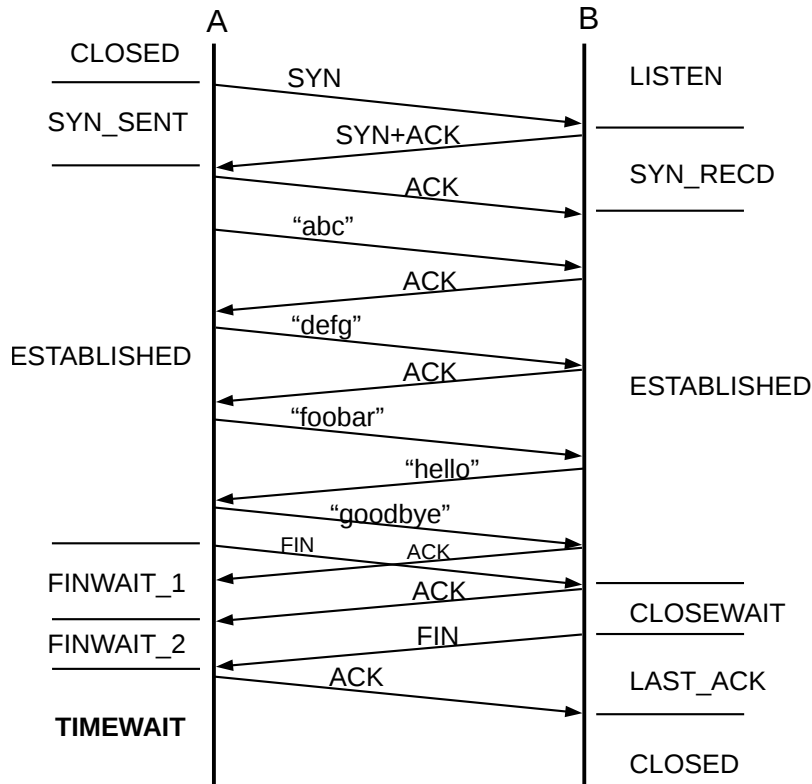 A
B
CLOSED
LISTEN
SYN
SYN_SENT
SYN+ACK
SYN_RECD
ACK
“abc”
ACK
“defg”
ESTABLISHED
ACK
ESTABLISHED
“foobar”
“hello”
“goodbye”
FIN
ACK
FINWAIT_1
ACK
CLOSEWAIT
FINWAIT_2
FIN
ACK
LAST_ACK
TIMEWAIT
CLOSED